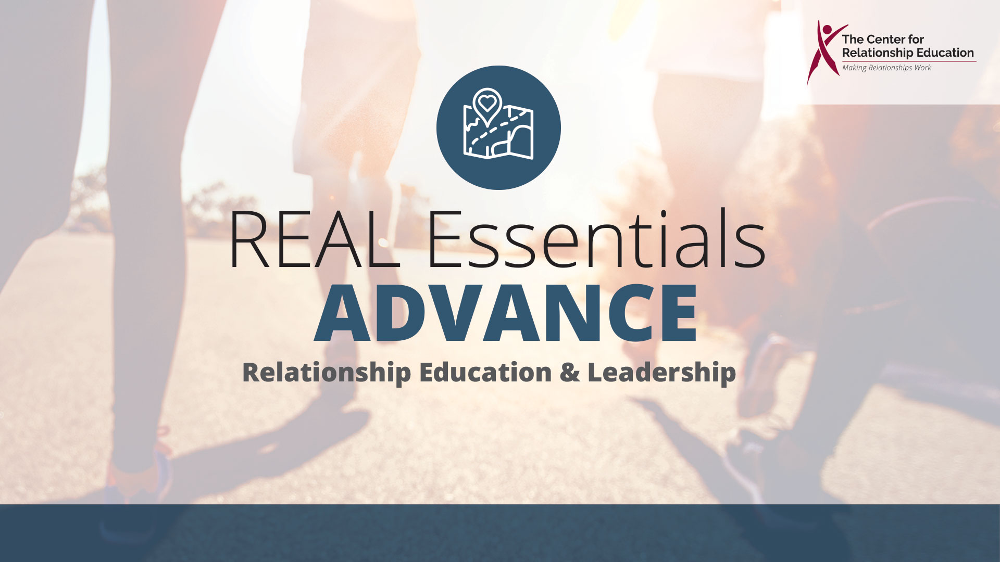 The Center for
Relationship Education
Making Relationships Work
REAL Essentials
ADVANCE
Relationship Education & Leadership